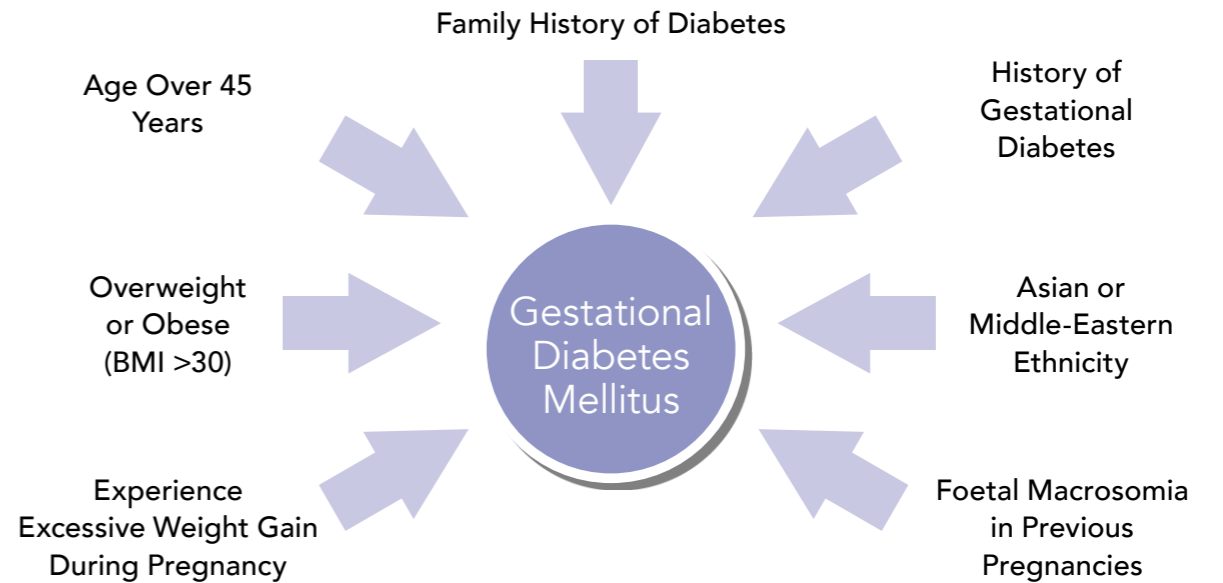 Family History of Diabetes
Age Over 45
Years
History of
Gestational
Diabetes
Overweight
or Obese
(BMI >30)
Gestational
Diabetes
Mellitus
Asian or
Middle-Eastern
Ethnicity
Experience
Excessive Weight Gain
During Pregnancy
Foetal Macrosomia
in Previous
Pregnancies